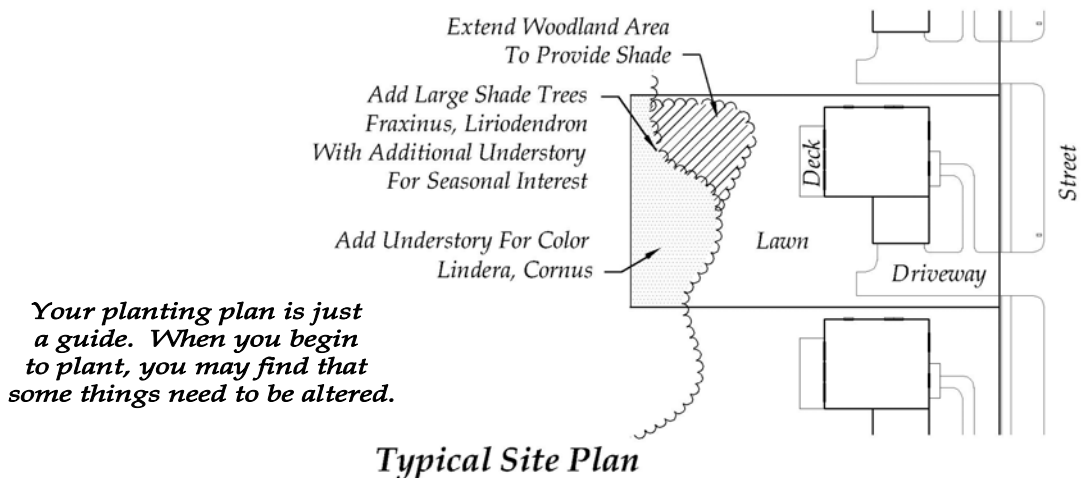 Extend Woodland Area
To Provide Shade
Add Large Shade Trees
Fraxinus, Liriodendron
With Additional Understory
For Seasonal Interest
Add Understory For Color
Lindera, Cornus
Deck
Lawn
Driveway
Street
Your planting plan is just
a guide. When you begin
to plant, you may find that
some things need to be altered.
Typical Site Plan